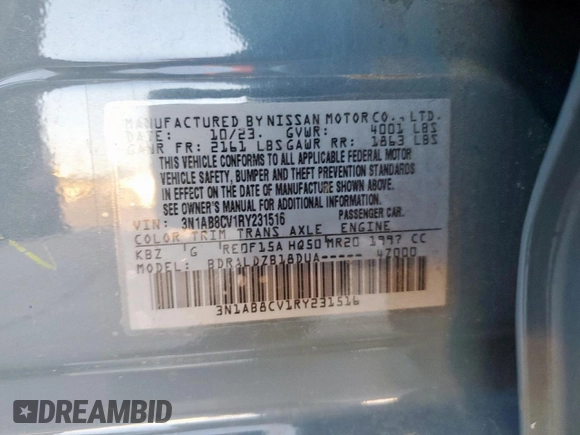 MANUFACTURED BY NISSAN MOTOR CO., LTD.
DATE: 10/23. GVWR: 4001 LBS
GAWR FR: 2161 LBS GAWR RR: 1863 LBS
THIS VEHICLE CONFORMS TO ALL APPLICABLE FEDERAL MOTOR
VEHICLE SAFETY, BUMPER AND THEFT PREVENTION STANDARDS
IN EFFECT ON THE DATE OF MANUFACTURE SHOWN ABOVE.
SEE OWNER'S MANUAL FOR ADDITIONAL INFORMATION.
VIN: 3N1AB8CV1RY231516 PASSENGER CAR
COLOR TRIM TRANS AXLE ENGINE
KBZ G RE0F15A HQ50 MR20 1997 CC
MODEL: BDRALDZB18DUA----- 4Z000
3N1AB8CV1RY231516
DREAMBID